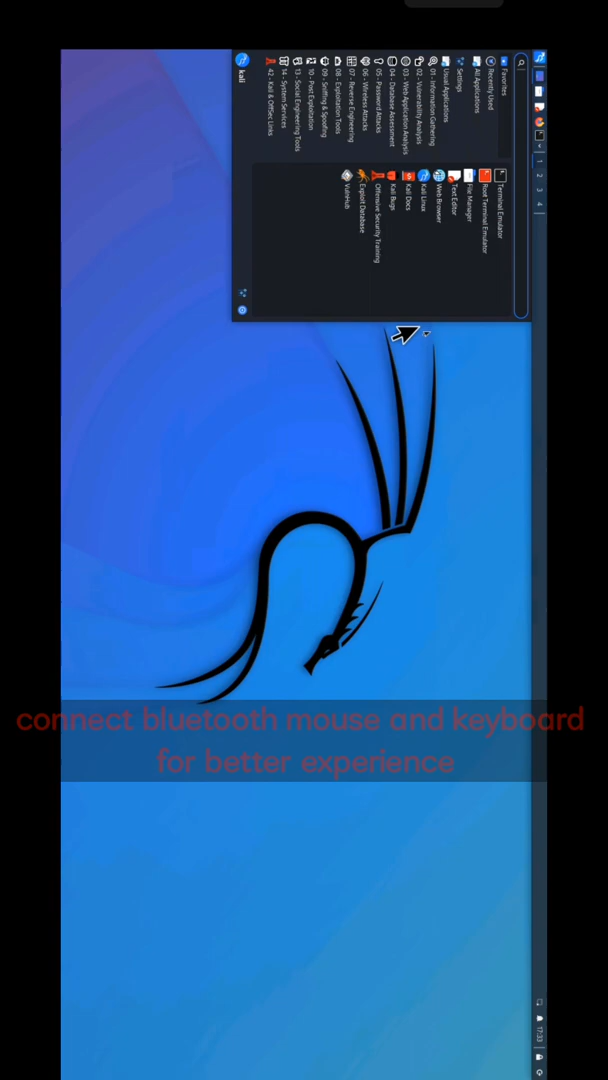 1 2 3 4
17:33
Favorites
Recently Used
All Applications
Settings
Usual Applications
01 - Information Gathering
02 - Vulnerability Analysis
03 - Web Application Analysis
04 - Database Assessment
05 - Password Attacks
06 - Wireless Attacks
07 - Reverse Engineering
08 - Exploitation Tools
09 - Sniffing & Spoofing
10 - Post Exploitation
13 - Social Engineering Tools
14 - System Services
42 - Kali & OffSec Links
Terminal Emulator
Root Terminal Emulator
File Manager
Text Editor
Web Browser
Kali Linux
Kali Docs
Kali Bugs
Offensive Security Training
Exploit Database
VulnHub
kali
connect bluetooth mouse and keyboard
for better experience